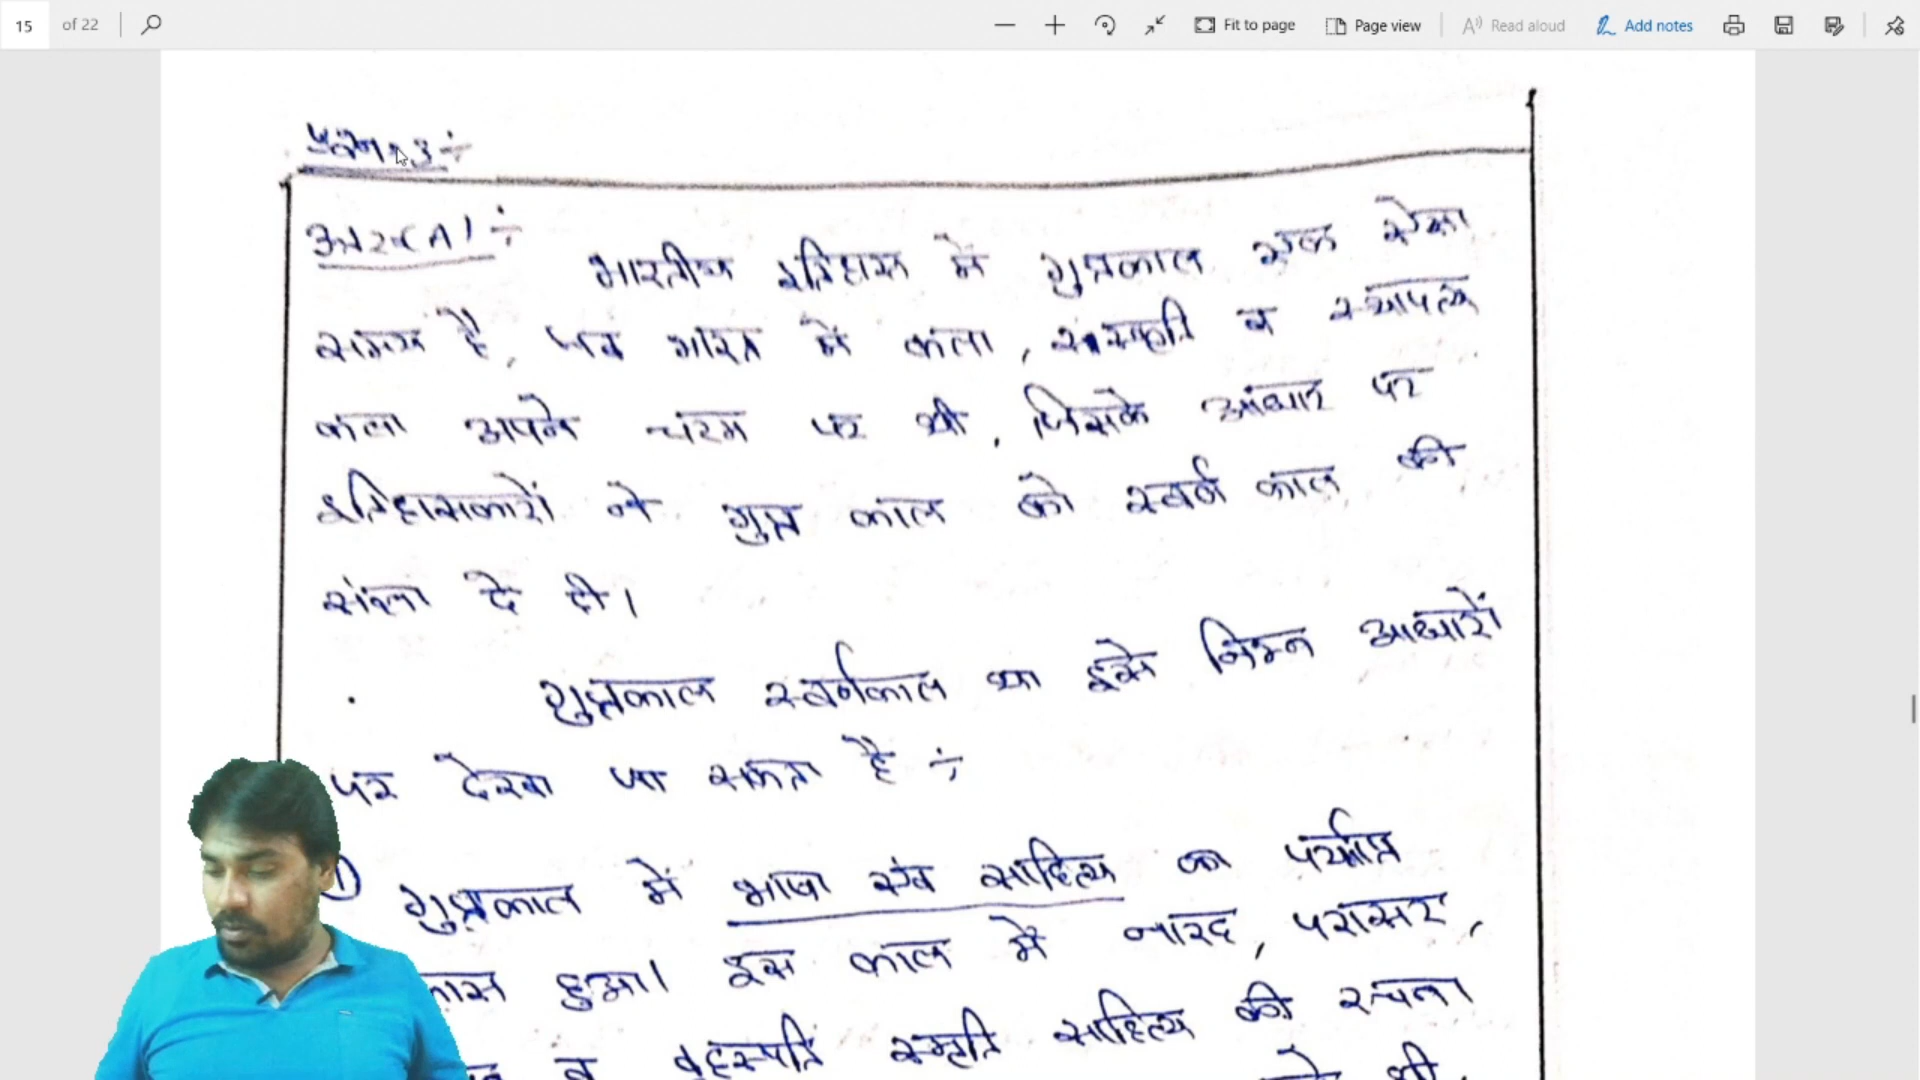 15 of 22 Fit to page Page view Read aloud Add notes
प्रश्न:3÷
उत्तर(A)÷
भारतीय इतिहास में गुप्तकाल एक ऐसा
समय है, जब भारत में कला, संस्कृति व स्थापत्य
कला अपने चरम पर थी, जिसके आधार पर
इतिहासकारों ने गुप्त काल को स्वर्ण काल की
संज्ञा दे दी।
गुप्तकाल स्वर्णकाल था इसे निम्न आधारों
पर देखा जा सकता है÷
① गुप्तकाल में भाषा एवं साहित्य का पर्याप्त
कास हुआ। इस काल में नारद, परासर,
व वृहस्पति स्मृति साहित्य की रचना